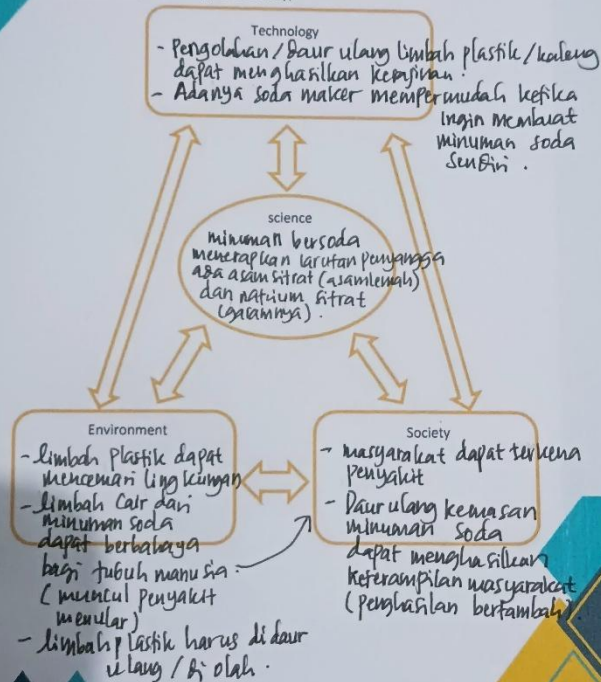 Technology
- Pengolahan/Daur ulang limbah plastik/kaleng
dapat menghasilkan kerajinan.
- Adanya soda maker mempermudah ketika
ingin membuat
minuman soda
sendiri.
science
minuman bersoda
menerapkan larutan penyangga
ada asam sitrat (asam lemah)
dan natrium sitrat
(garamnya).
Environment
- limbah plastik dapat
mencemari lingkungan
- limbah cair dari
minuman soda
dapat berbahaya
bagi tubuh manusia.
(muncul penyakit
menular)
- limbah plastik harus di daur
ulang / di olah.
Society
- masyarakat dapat terkena
penyakit
- Daur ulang kemasan
minuman soda
dapat menghasilkan
keterampilan masyarakat
(penghasilan bertambah).